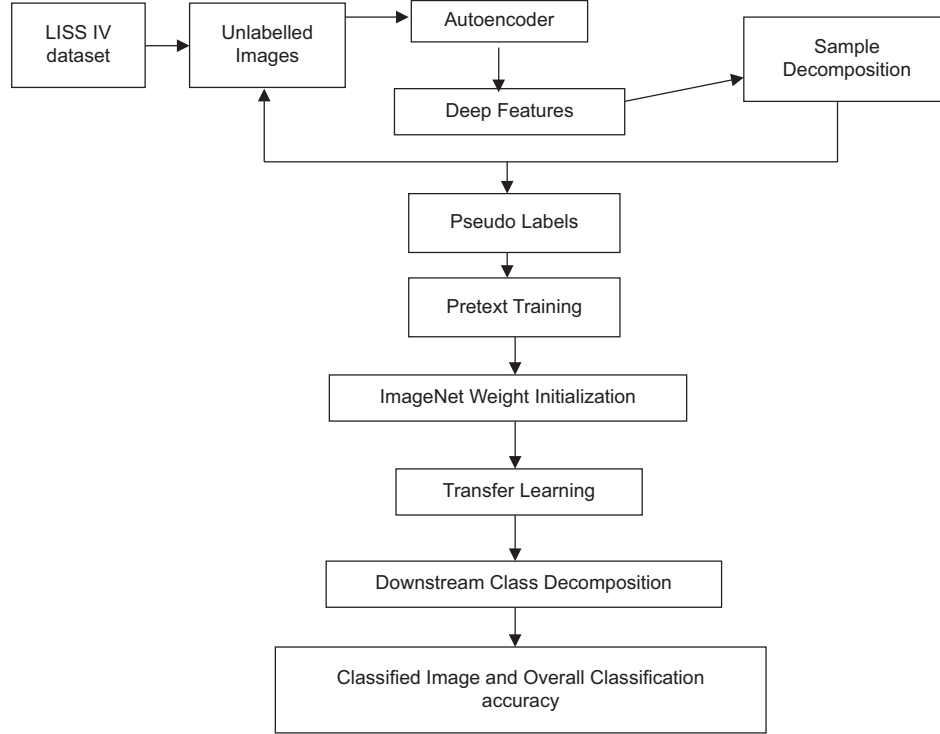 LISS IV
dataset
Unlabelled
Images
Autoencoder
Deep Features
Sample
Decomposition
Pseudo Labels
Pretext Training
ImageNet Weight Initialization
Transfer Learning
Downstream Class Decomposition
Classified Image and Overall Classification
accuracy